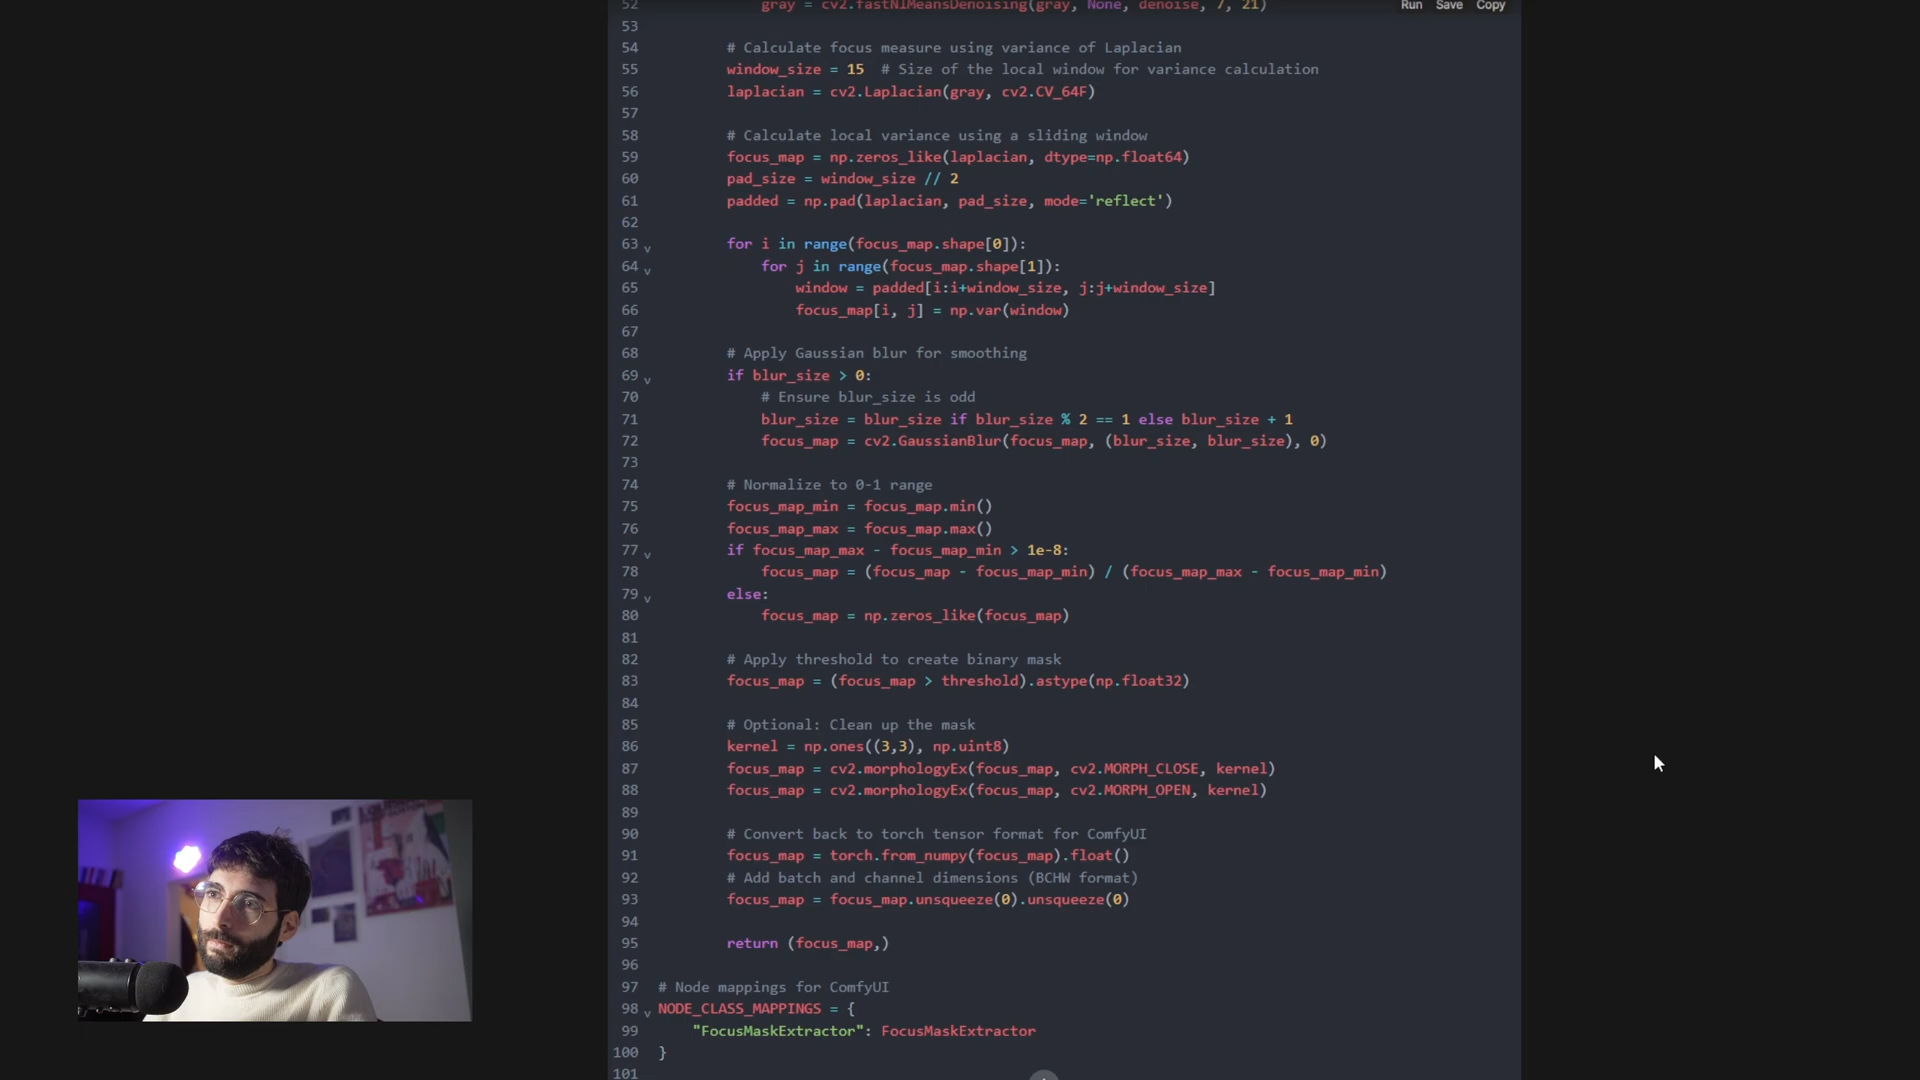 52 gray = cv2.fastNlMeansDenoising(gray, None, denoise, 7, 21)
Run Save Copy
53
54 # Calculate focus measure using variance of Laplacian
55 window_size = 15 # Size of the local window for variance calculation
56 laplacian = cv2.Laplacian(gray, cv2.CV_64F)
57
58 # Calculate local variance using a sliding window
59 focus_map = np.zeros_like(laplacian, dtype=np.float64)
60 pad_size = window_size // 2
61 padded = np.pad(laplacian, pad_size, mode='reflect')
62
63 for i in range(focus_map.shape[0]):
64 for j in range(focus_map.shape[1]):
65 window = padded[i:i+window_size, j:j+window_size]
66 focus_map[i, j] = np.var(window)
67
68 # Apply Gaussian blur for smoothing
69 if blur_size > 0:
70 # Ensure blur_size is odd
71 blur_size = blur_size if blur_size % 2 == 1 else blur_size + 1
72 focus_map = cv2.GaussianBlur(focus_map, (blur_size, blur_size), 0)
73
74 # Normalize to 0-1 range
75 focus_map_min = focus_map.min()
76 focus_map_max = focus_map.max()
77 if focus_map_max - focus_map_min > 1e-8:
78 focus_map = (focus_map - focus_map_min) / (focus_map_max - focus_map_min)
79 else:
80 focus_map = np.zeros_like(focus_map)
81
82 # Apply threshold to create binary mask
83 focus_map = (focus_map > threshold).astype(np.float32)
84
85 # Optional: Clean up the mask
86 kernel = np.ones((3,3), np.uint8)
87 focus_map = cv2.morphologyEx(focus_map, cv2.MORPH_CLOSE, kernel)
88 focus_map = cv2.morphologyEx(focus_map, cv2.MORPH_OPEN, kernel)
89
90 # Convert back to torch tensor format for ComfyUI
91 focus_map = torch.from_numpy(focus_map).float()
92 # Add batch and channel dimensions (BCHW format)
93 focus_map = focus_map.unsqueeze(0).unsqueeze(0)
94
95 return (focus_map,)
96
97 # Node mappings for ComfyUI
98 NODE_CLASS_MAPPINGS = {
99 "FocusMaskExtractor": FocusMaskExtractor
100 }
101